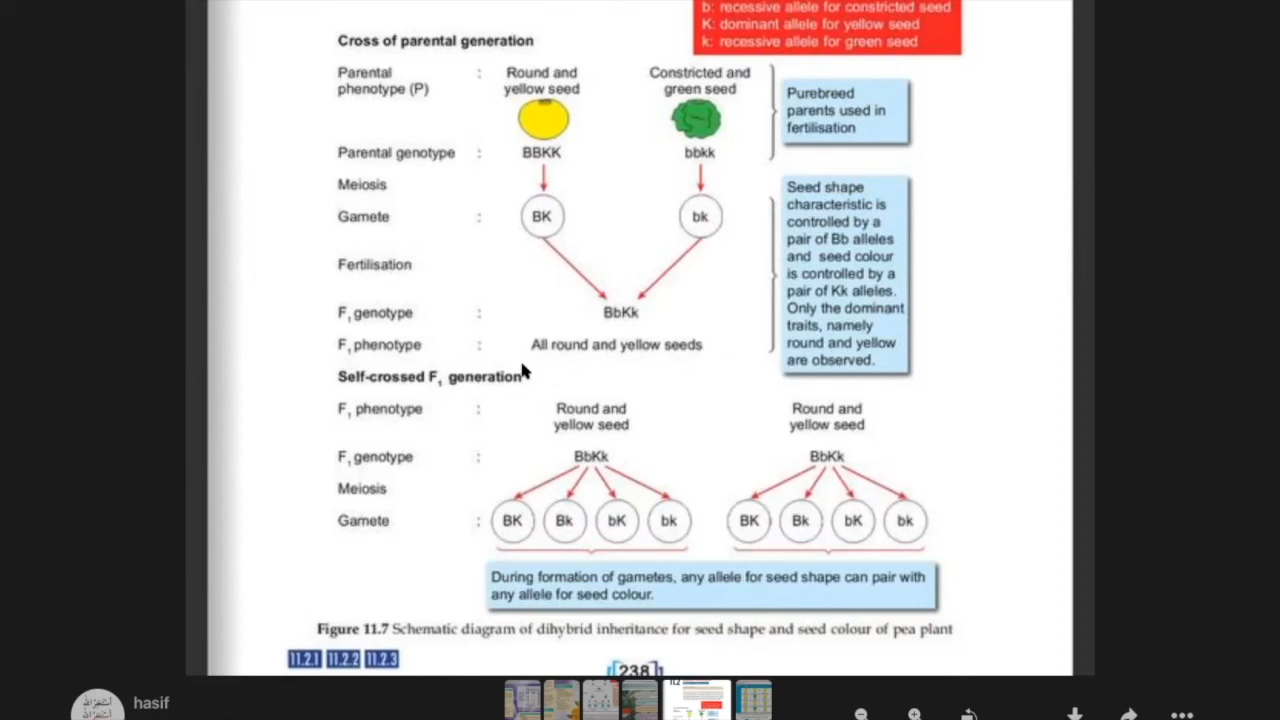 b: recessive allele for constricted seed
K: dominant allele for yellow seed
k: recessive allele for green seed
Cross of parental generation
Parental phenotype (P) : Round and yellow seed Constricted and green seed
Purebreed parents used in fertilisation
Parental genotype : BBKK bbkk
Meiosis
Gamete : BK bk
Fertilisation
F1 genotype : BbKk
F1 phenotype : All round and yellow seeds
Seed shape
characteristic is
controlled by a
pair of Bb alleles
and seed colour
is controlled by a
pair of Kk alleles.
Only the dominant
traits, namely
round and yellow
are observed.
Self-crossed F1 generation
F1 phenotype : Round and yellow seed Round and yellow seed
F1 genotype : BbKk BbKk
Meiosis
Gamete : BK Bk bK bk BK Bk bK bk
During formation of gametes, any allele for seed shape can pair with
any allele for seed colour.
Figure 11.7 Schematic diagram of dihybrid inheritance for seed shape and seed colour of pea plant
11.2.1 11.2.2 11.2.3
238
hasif